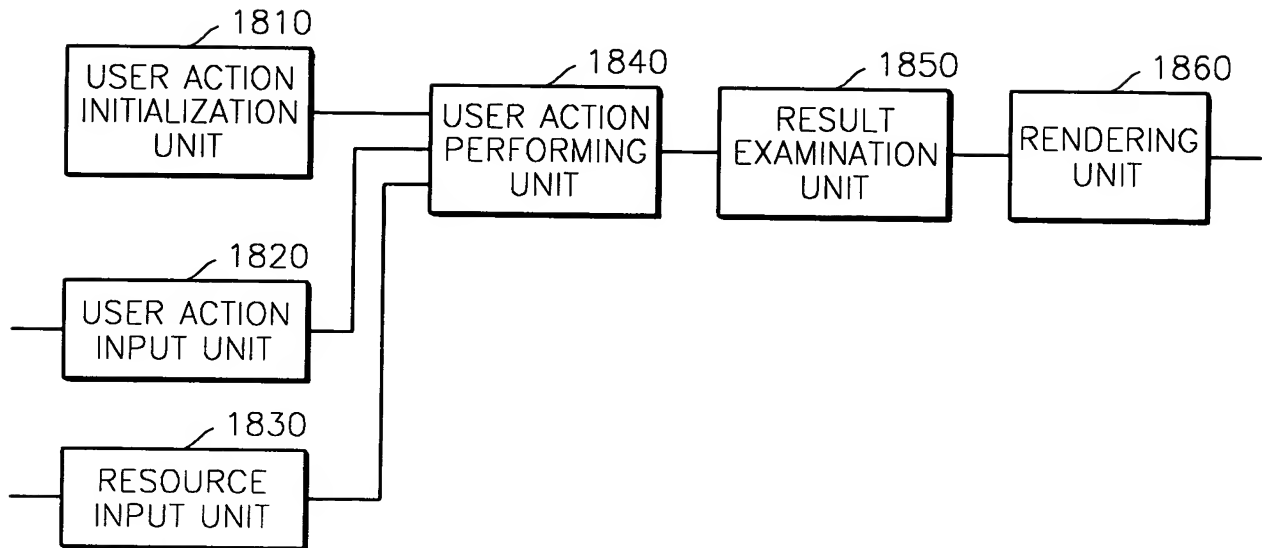 1810
USER ACTION
INITIALIZATION
UNIT
1840
USER ACTION
PERFORMING
UNIT
1850
RESULT
EXAMINATION
UNIT
1860
RENDERING
UNIT
1820
USER ACTION
INPUT UNIT
1830
RESOURCE
INPUT UNIT